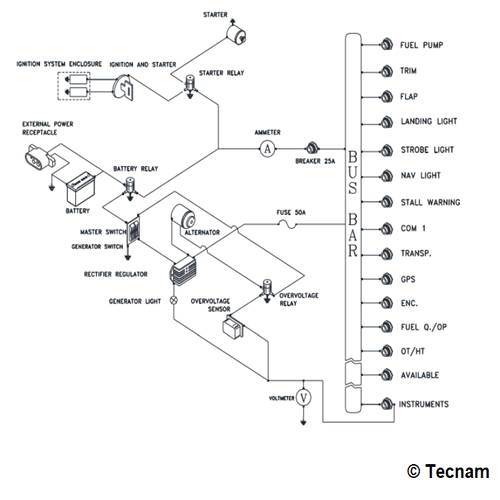 STARTER
IGNITION SYSTEM ENCLOSURE
IGNITION AND STARTER
STARTER RELAY
EXTERNAL POWER
RECEPTACLE
BATTERY
BATTERY RELAY
AMMETER
A
BREAKER 25A
MASTER SWITCH
GENERATOR SWITCH
ALTERNATOR
FUSE 50A
RECTIFIER REGULATOR
GENERATOR LIGHT
OVERVOLTAGE
SENSOR
OVERVOLTAGE
RELAY
VOLTMETER
V
BUS BAR
FUEL PUMP
TRIM
FLAP
LANDING LIGHT
STROBE LIGHT
NAV LIGHT
STALL WARNING
COM 1
TRANSP.
GPS
ENC.
FUEL Q./OP
OT/HT
AVAILABLE
INSTRUMENTS
© Tecnam